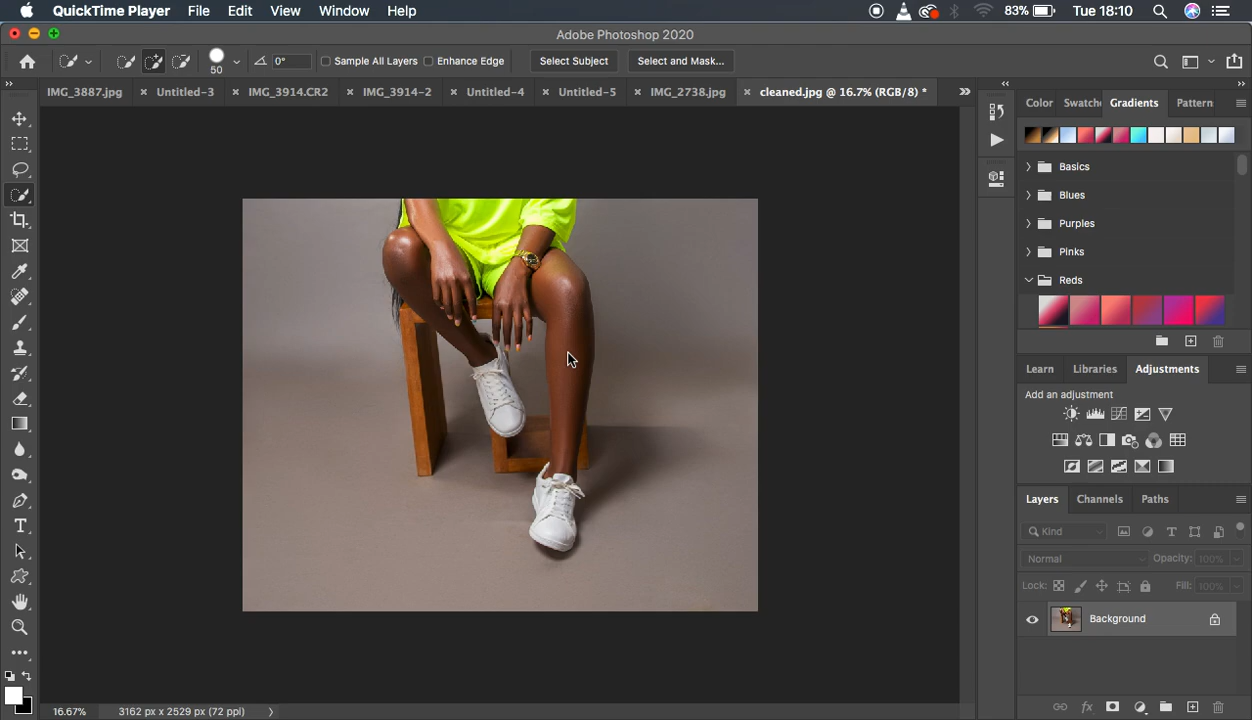 QuickTime Player File Edit View Window Help 83% Tue 18:10
Adobe Photoshop 2020
50 0° Sample All Layers Enhance Edge Select Subject Select and Mask...
IMG_3887.jpg Untitled-3 IMG_3914.CR2 IMG_3914-2 Untitled-4 Untitled-5 IMG_2738.jpg cleaned.jpg @ 16.7% (RGB/8) *
Color Swatche Gradients Pattern
Basics
Blues
Purples
Pinks
Reds
Learn Libraries Adjustments
Add an adjustment
Layers Channels Paths
Kind
Normal Opacity: 100%
Lock: Fill: 100%
Background
16.67% 3162 px x 2529 px (72 ppi)